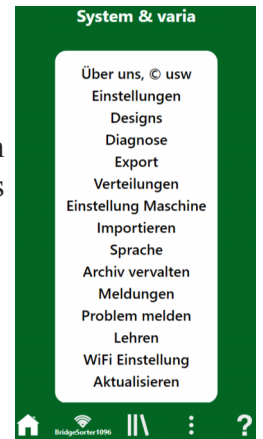 System & varia
Über uns, © usw
Einstellungen
Designs
Diagnose
Export
Verteilungen
Einstellung Maschine
Importieren
Sprache
Archiv vervalten
Meldungen
Problem melden
Lehren
WiFi Einstellung
Aktualisieren
BridgeSorter1096
?